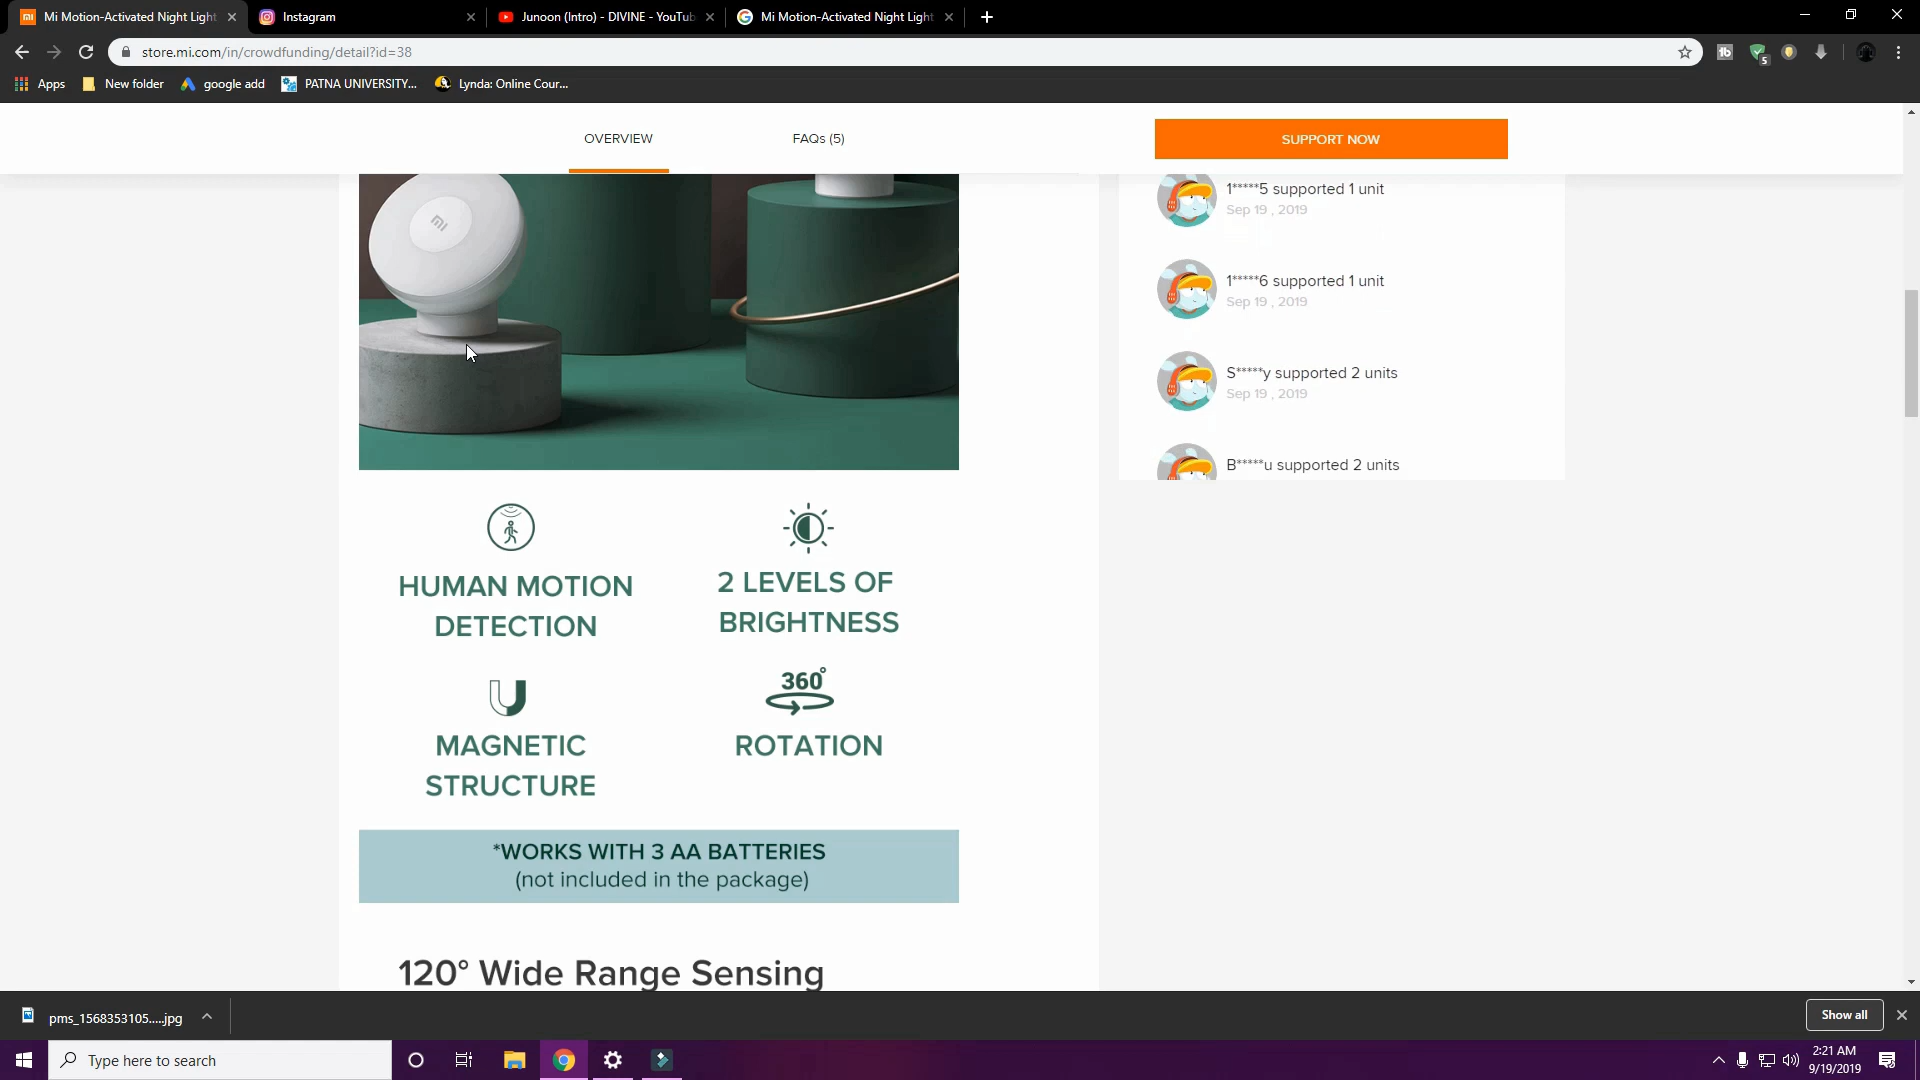 Mi Motion-Activated Night Light
Instagram
Junoon (Intro) - DIVINE - YouTub
Mi Motion-Activated Night Light
store.mi.com/in/crowdfunding/detail?id=38
Apps
New folder
google add
PATNA UNIVERSITY...
Lynda: Online Cour...
OVERVIEW
FAQs (5)
SUPPORT NOW
1*****5 supported 1 unit
Sep 19 , 2019
1*****6 supported 1 unit
Sep 19 , 2019
S*****y supported 2 units
Sep 19 , 2019
B*****u supported 2 units
HUMAN MOTION
DETECTION
2 LEVELS OF
BRIGHTNESS
MAGNETIC
STRUCTURE
360°
ROTATION
*WORKS WITH 3 AA BATTERIES
(not included in the package)
120° Wide Range Sensing
pms_1568353105.....jpg
Show all
Type here to search
2:21 AM
9/19/2019